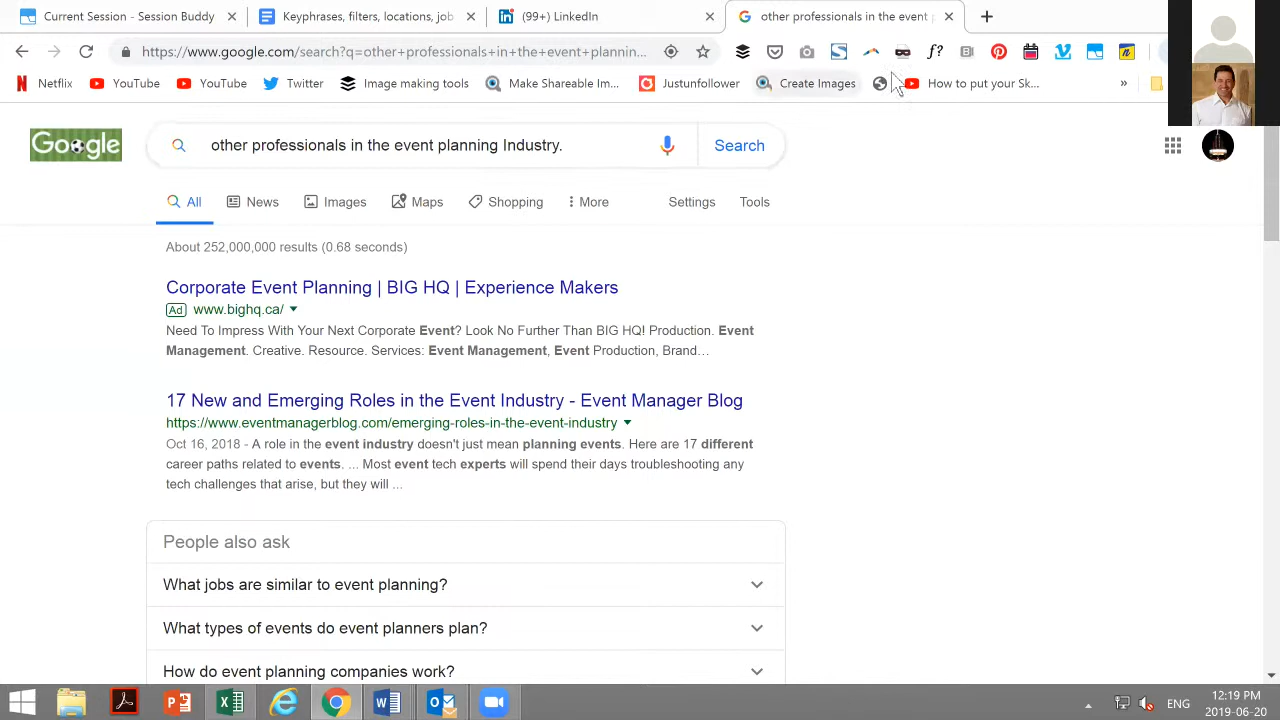 Current Session - Session Buddy
Keyphrases, filters, locations, job
(99+) LinkedIn
other professionals in the event p
https://www.google.com/search?q=other+professionals+in+the+event+plannin...
f?
Netflix
YouTube
YouTube
Twitter
Image making tools
Make Shareable Im...
Justunfollower
Create Images
How to put your Sk...
»
Google
other professionals in the event planning Industry.
Search
All
News
Images
Maps
Shopping
More
Settings
Tools
About 252,000,000 results (0.68 seconds)
Corporate Event Planning | BIG HQ | Experience Makers
Ad www.bighq.ca/
Need To Impress With Your Next Corporate Event? Look No Further Than BIG HQ! Production. Event
Management. Creative. Resource. Services: Event Management, Event Production, Brand...
17 New and Emerging Roles in the Event Industry - Event Manager Blog
https://www.eventmanagerblog.com/emerging-roles-in-the-event-industry
Oct 16, 2018 - A role in the event industry doesn't just mean planning events. Here are 17 different
career paths related to events. ... Most event tech experts will spend their days troubleshooting any
tech challenges that arise, but they will ...
People also ask
What jobs are similar to event planning?
What types of events do event planners plan?
How do event planning companies work?
ENG
12:19 PM
2019-06-20